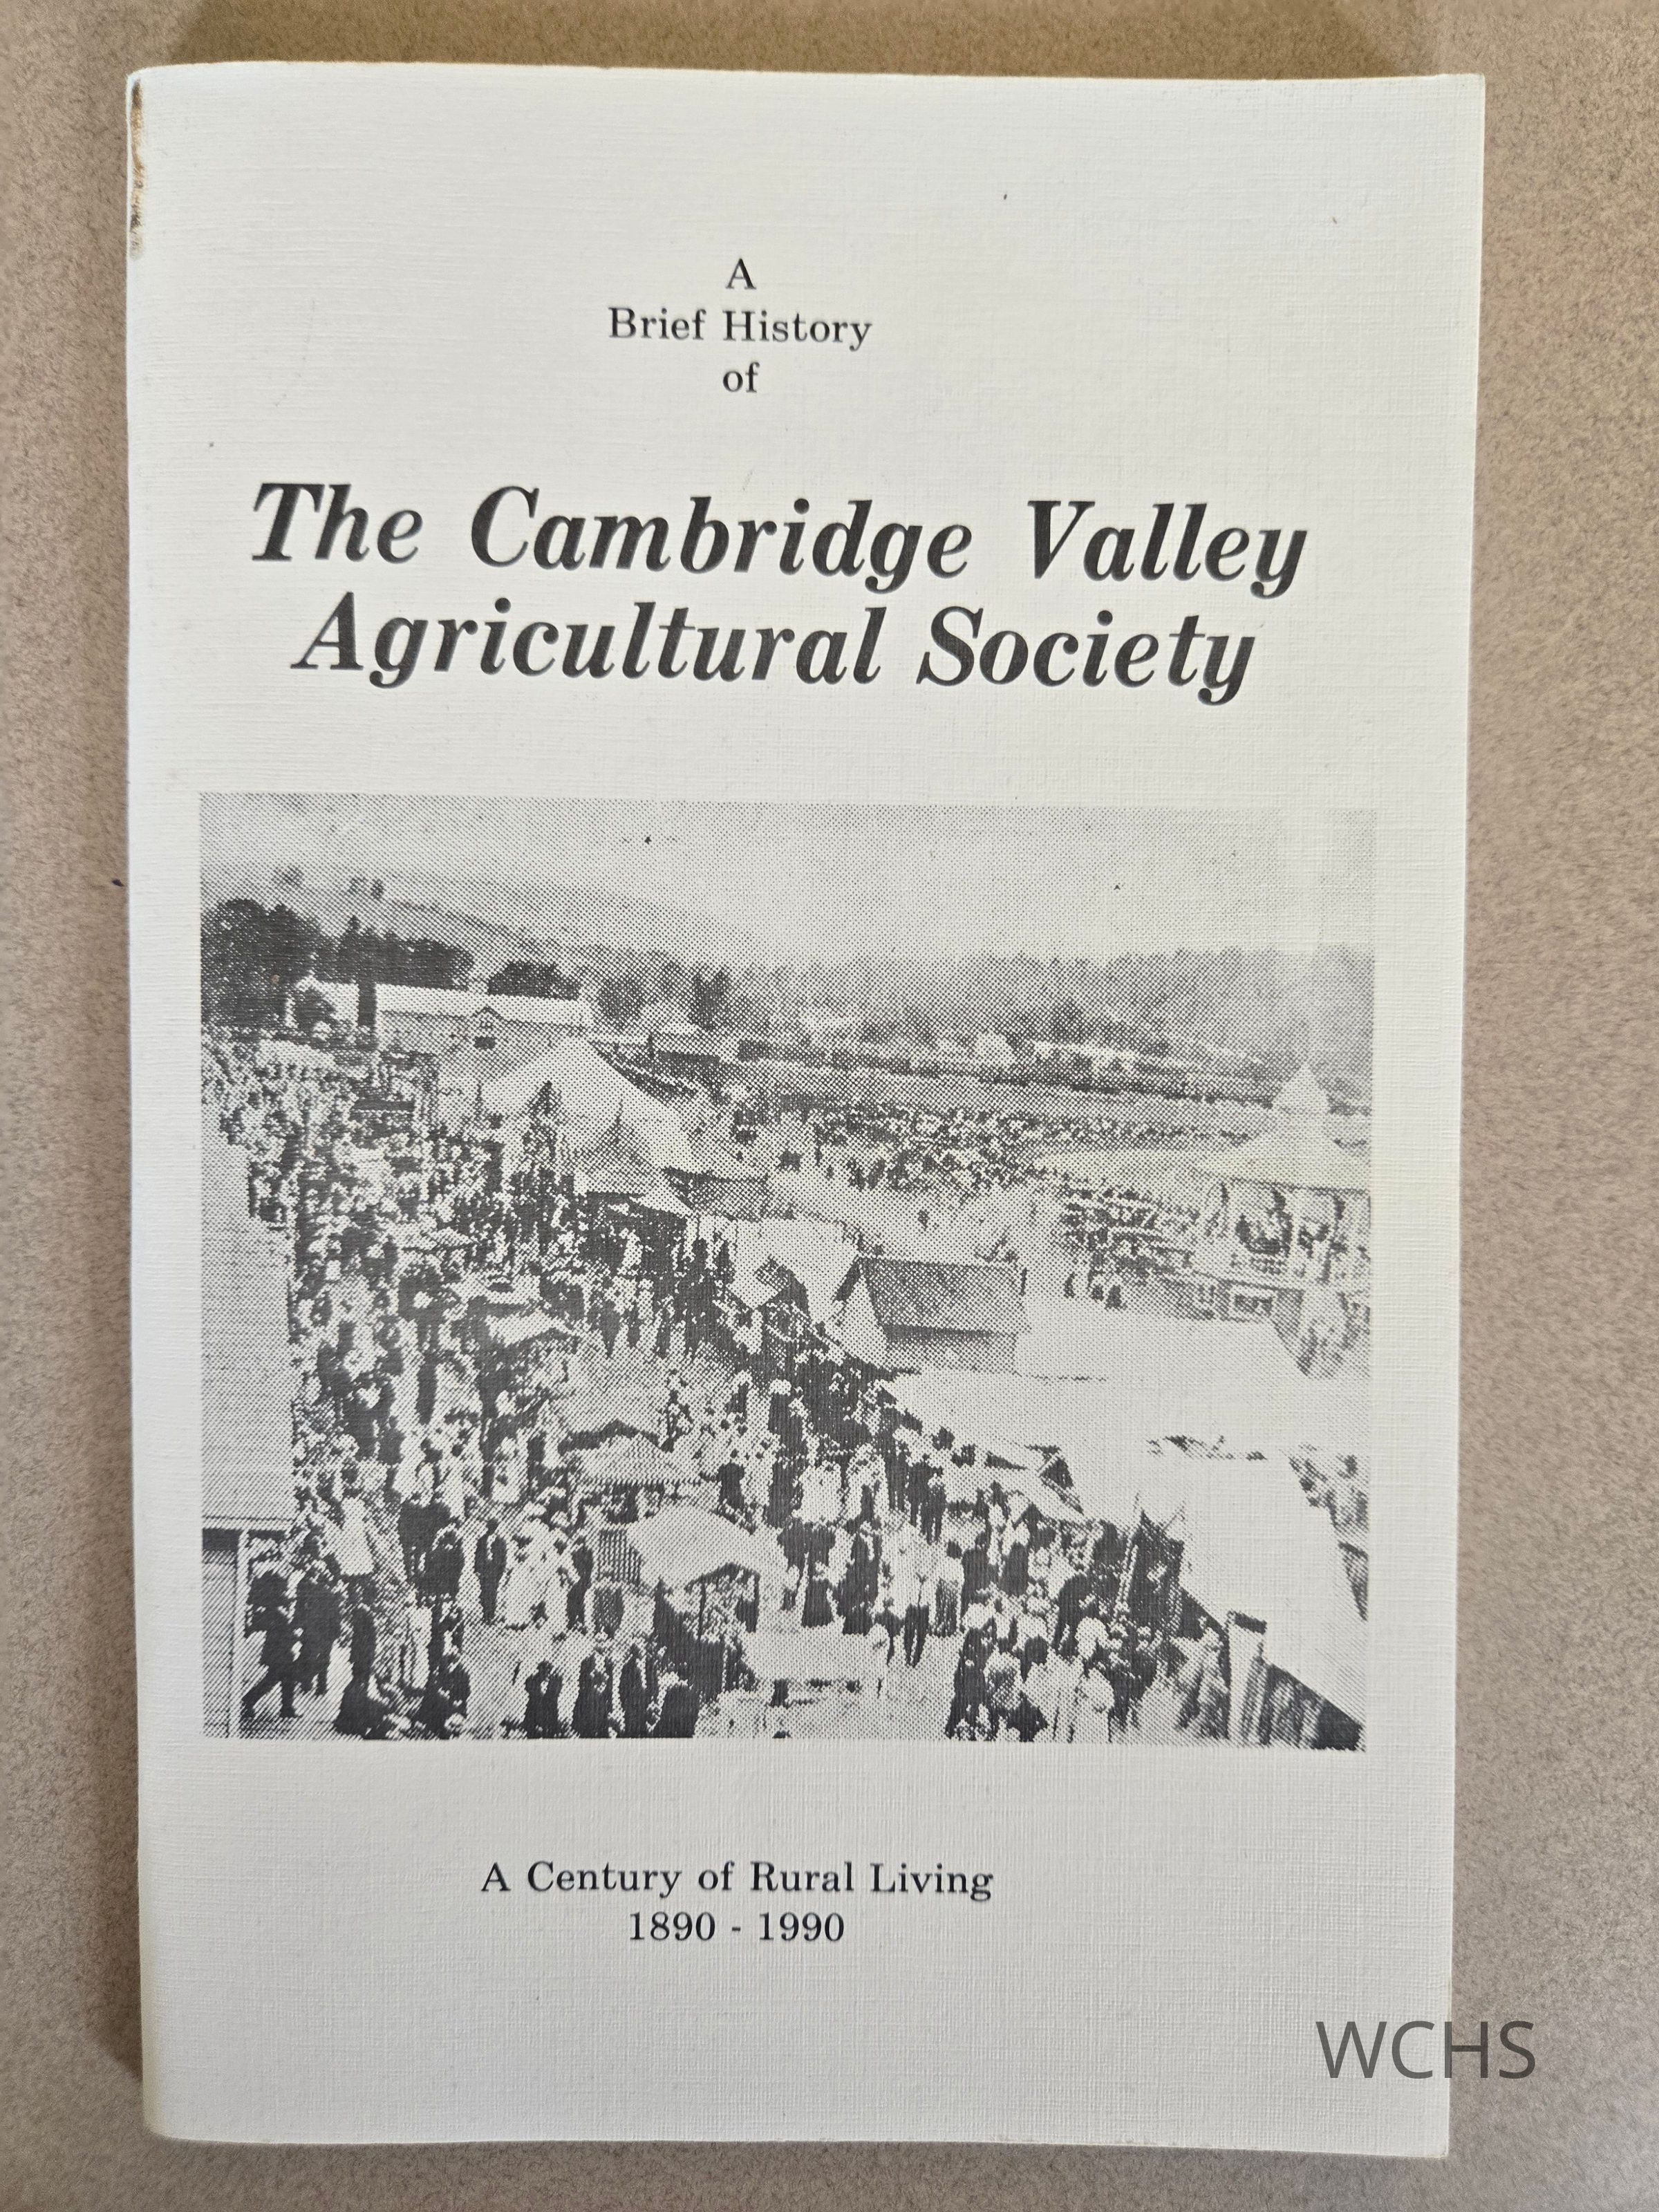 A
Brief History
of
The Cambridge Valley
Agricultural Society
A Century of Rural Living
1890 - 1990
WCHS